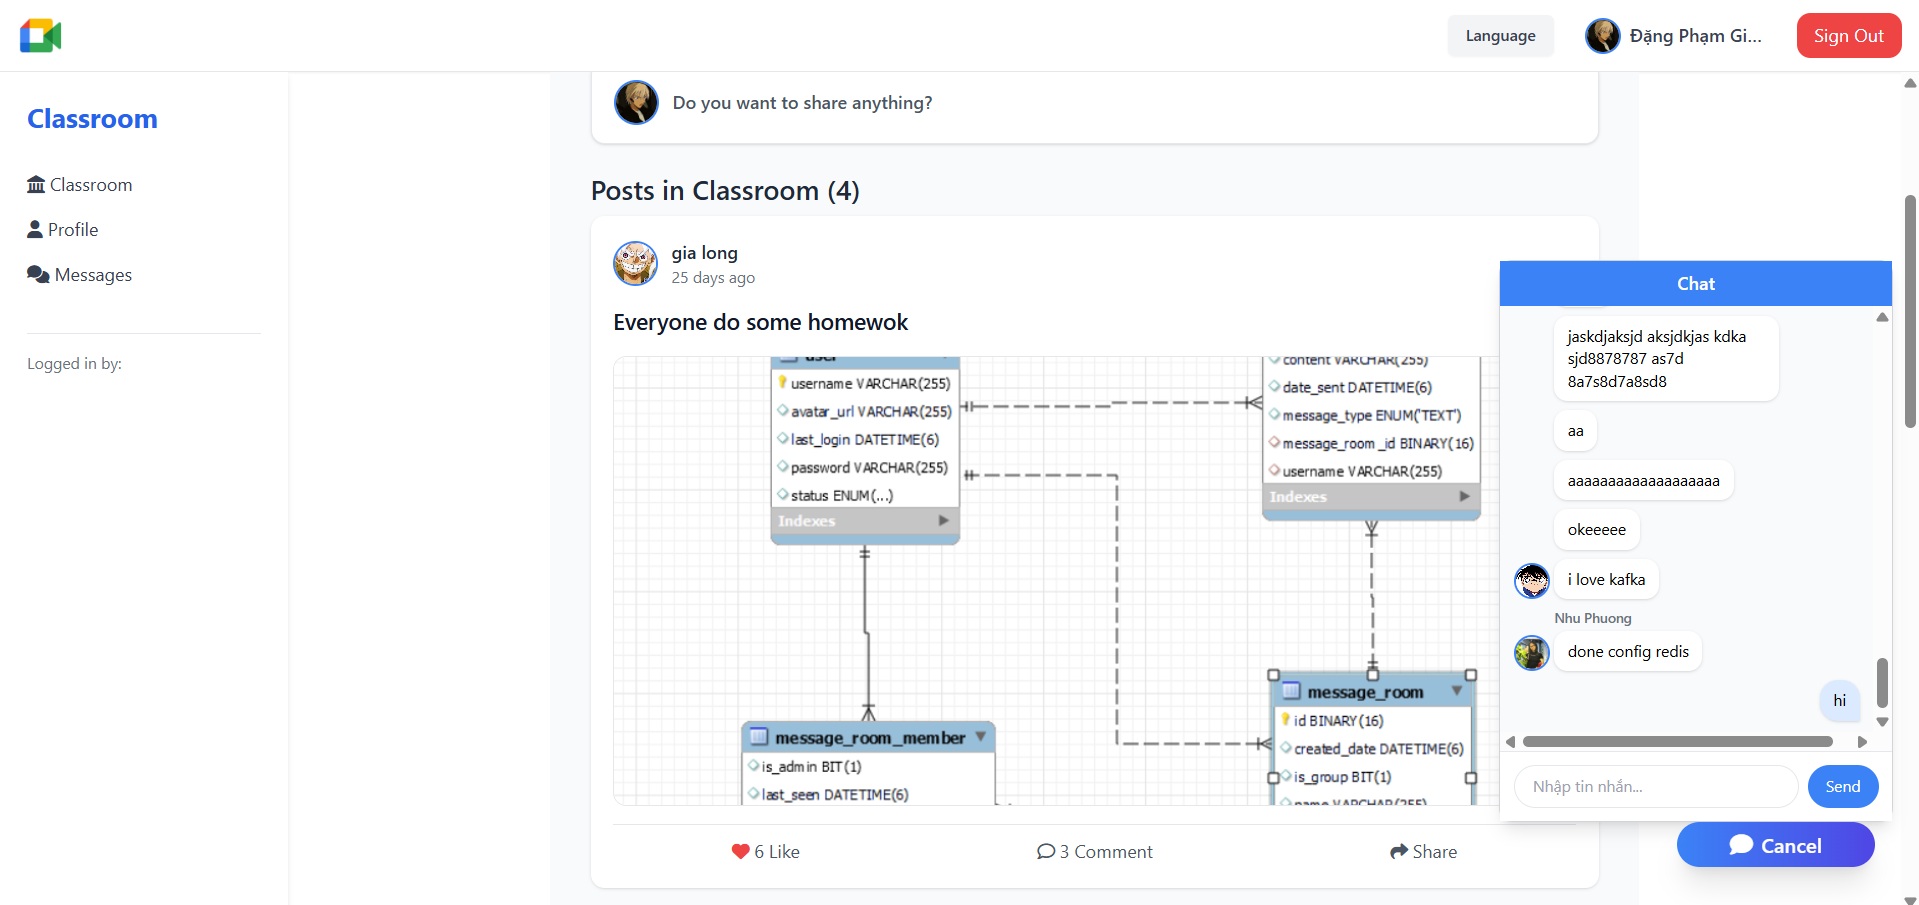 Language
Đặng Phạm Gi...
Sign Out
Classroom
Classroom
Profile
Messages
Logged in by:
Do you want to share anything?
Posts in Classroom (4)
gia long
25 days ago
Everyone do some homewok
user
username VARCHAR(255)
avatar_url VARCHAR(255)
last_login DATETIME(6)
password VARCHAR(255)
status ENUM(...)
Indexes
content VARCHAR(255)
date_sent DATETIME(6)
message_type ENUM('TEXT')
message_room_id BINARY(16)
username VARCHAR(255)
Indexes
message_room_member
is_admin BIT(1)
last_seen DATETIME(6)
message_room
id BINARY(16)
created_date DATETIME(6)
is_group BIT(1)
name VARCHAR(255)
6 Like
3 Comment
Share
Chat
jaskdjaksjd aksjdkjas kdka
sjd8878787 as7d
8a7s8d7a8sd8
aa
aaaaaaaaaaaaaaaaaaa
okeeeee
i love kafka
Nhu Phuong
done config redis
hi
Nhập tin nhắn...
Send
Cancel